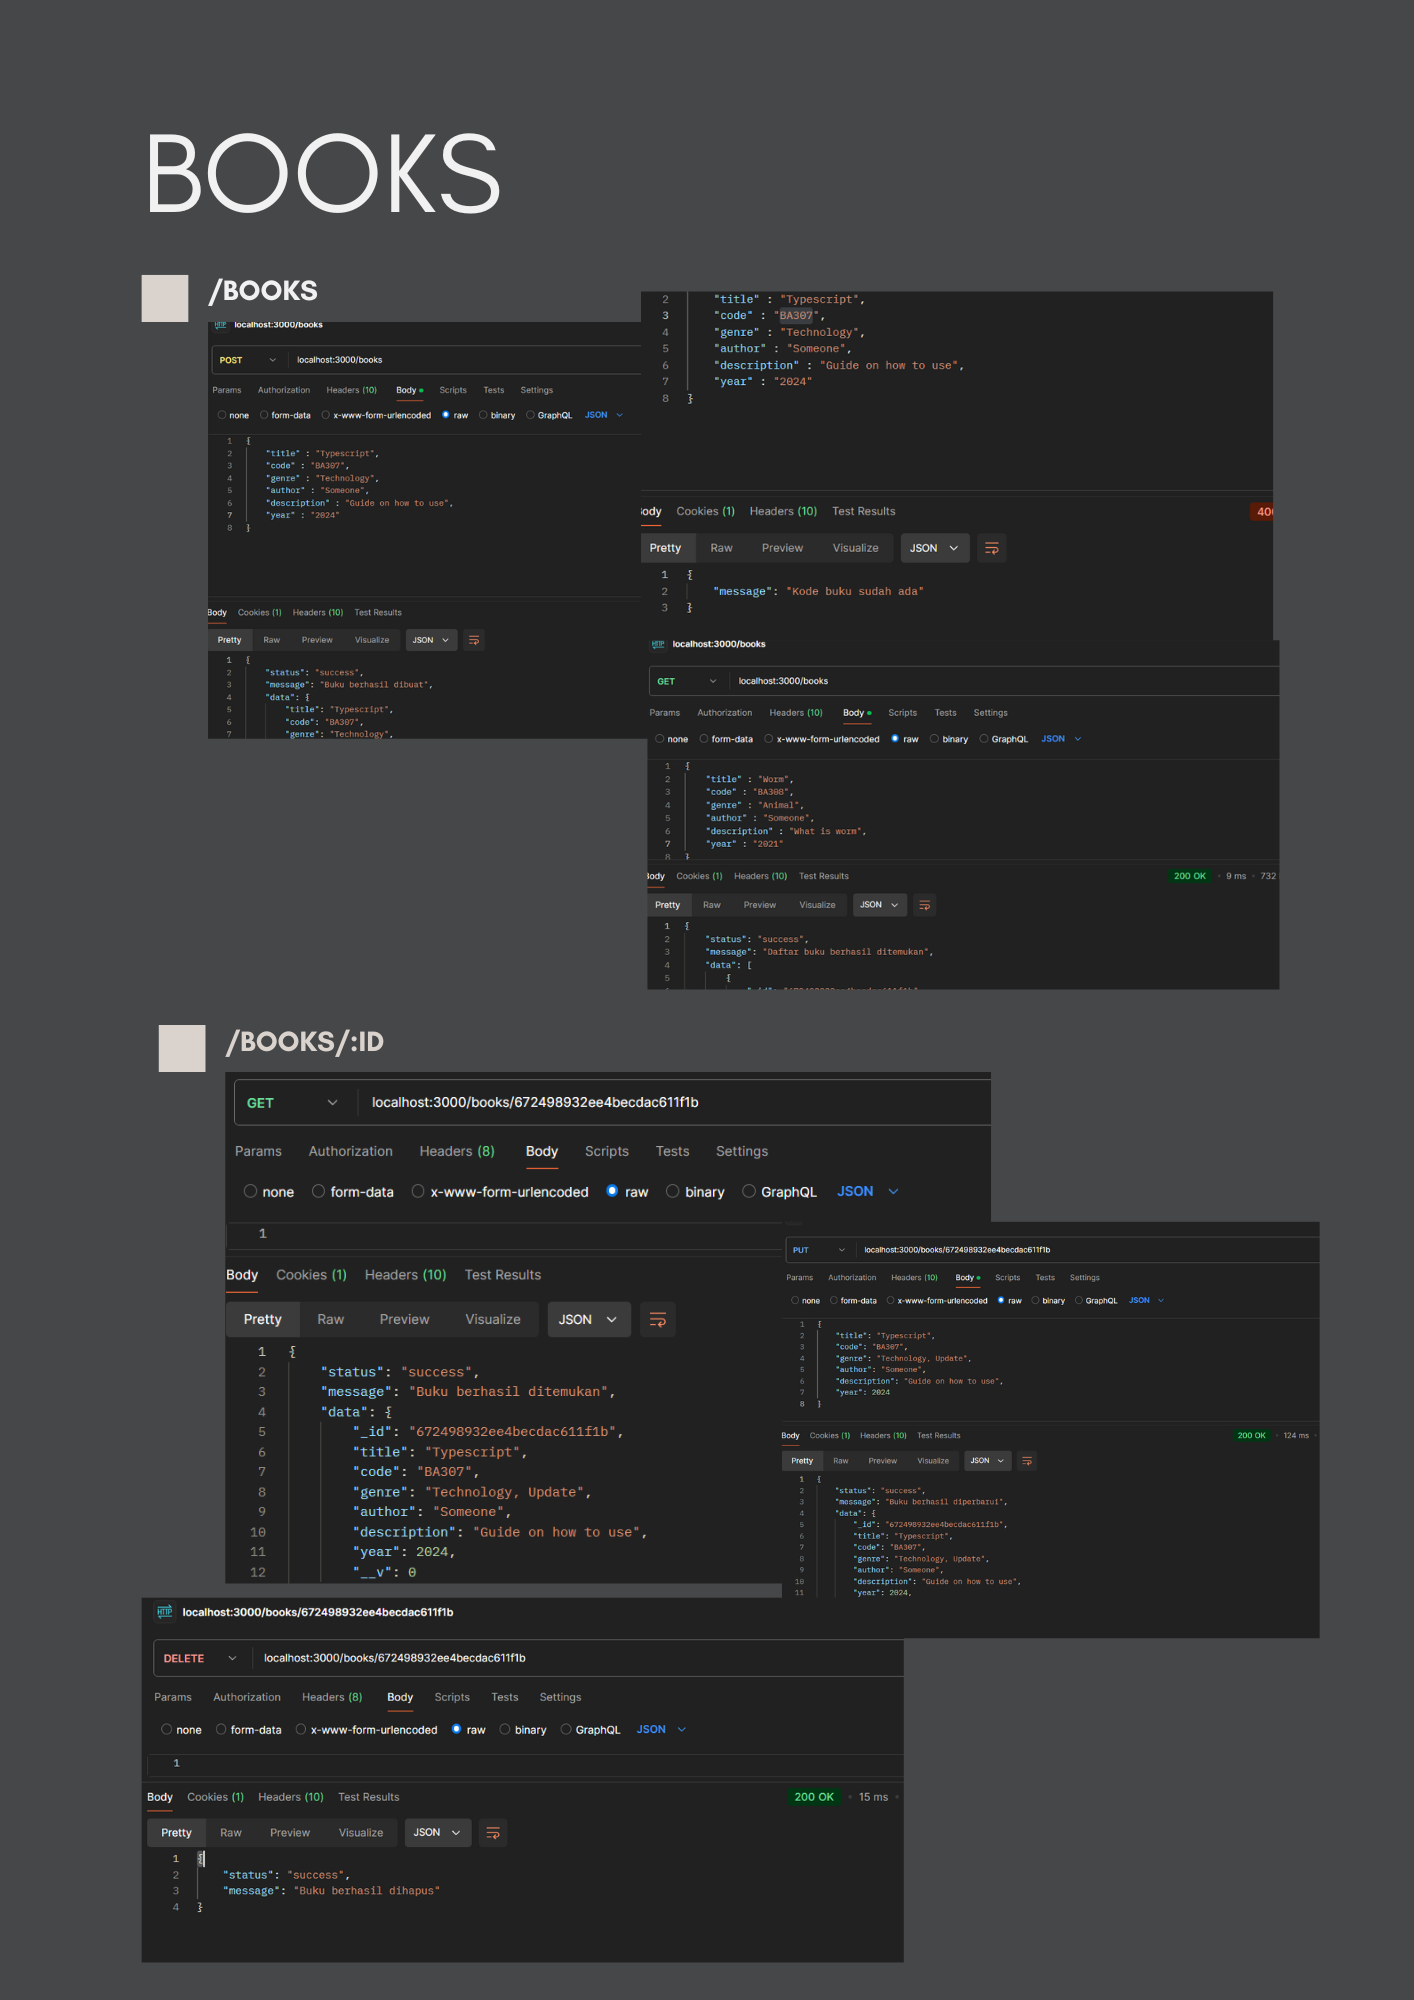 BOOKS
/BOOKS
HTTP localhost:3000/books
POST localhost:3000/books
Params Authorization Headers (10) Body Scripts Tests Settings
none form-data x-www-form-urlencoded raw binary GraphQL JSON
1 {
2 "title" : "Typescript",
3 "code" : "BA307",
4 "genre" : "Technology",
5 "author" : "Someone",
6 "description" : "Guide on how to use",
7 "year" : "2024"
8 }
Body Cookies (1) Headers (10) Test Results
Pretty Raw Preview Visualize JSON
1 {
2 "status": "success",
3 "message": "Buku berhasil dibuat",
4 "data": {
5 "title": "Typescript",
6 "code": "BA307",
7 "genre": "Technology",
2 "title" : "Typescript",
3 "code" : "BA307",
4 "genre" : "Technology",
5 "author" : "Someone",
6 "description" : "Guide on how to use",
7 "year" : "2024"
8 }
ody Cookies (1) Headers (10) Test Results 400
Pretty Raw Preview Visualize JSON
1 {
2 "message": "Kode buku sudah ada"
3 }
HTTP localhost:3000/books
GET localhost:3000/books
Params Authorization Headers (10) Body Scripts Tests Settings
none form-data x-www-form-urlencoded raw binary GraphQL JSON
1 {
2 "title" : "Worm",
3 "code" : "BA308",
4 "genre" : "Animal",
5 "author" : "Someone",
6 "description" : "What is worm",
7 "year" : "2021"
8 }
Body Cookies (1) Headers (10) Test Results 200 OK 9 ms 732
Pretty Raw Preview Visualize JSON
1 {
2 "status": "success",
3 "message": "Daftar buku berhasil ditemukan",
4 "data": [
5 {
/BOOKS/:ID
GET localhost:3000/books/672498932ee4becdac611f1b
Params Authorization Headers (8) Body Scripts Tests Settings
none form-data x-www-form-urlencoded raw binary GraphQL JSON
1
Body Cookies (1) Headers (10) Test Results
Pretty Raw Preview Visualize JSON
1 {
2 "status": "success",
3 "message": "Buku berhasil ditemukan",
4 "data": {
5 "_id": "672498932ee4becdac611f1b",
6 "title": "Typescript",
7 "code": "BA307",
8 "genre": "Technology, Update",
9 "author": "Someone",
10 "description": "Guide on how to use",
11 "year": 2024,
12 "__v": 0
PUT localhost:3000/books/672498932ee4becdac611f1b
Params Authorization Headers (10) Body Scripts Tests Settings
none form-data x-www-form-urlencoded raw binary GraphQL JSON
1 {
2 "title": "Typescript",
3 "code": "BA307",
4 "genre": "Technology, Update",
5 "author": "Someone",
6 "description": "Guide on how to use",
7 "year": 2024
8 }
Body Cookies (1) Headers (10) Test Results 200 OK 124 ms
Pretty Raw Preview Visualize JSON
1 {
2 "status": "success",
3 "message": "Buku berhasil diperbarui",
4 "data": {
5 "_id": "672498932ee4becdac611f1b",
6 "title": "Typescript",
7 "code": "BA307",
8 "genre": "Technology, Update",
9 "author": "Someone",
10 "description": "Guide on how to use",
11 "year": 2024,
HTTP localhost:3000/books/672498932ee4becdac611f1b
DELETE localhost:3000/books/672498932ee4becdac611f1b
Params Authorization Headers (8) Body Scripts Tests Settings
none form-data x-www-form-urlencoded raw binary GraphQL JSON
1
Body Cookies (1) Headers (10) Test Results 200 OK 15 ms
Pretty Raw Preview Visualize JSON
1 {
2 "status": "success",
3 "message": "Buku berhasil dihapus"
4 }